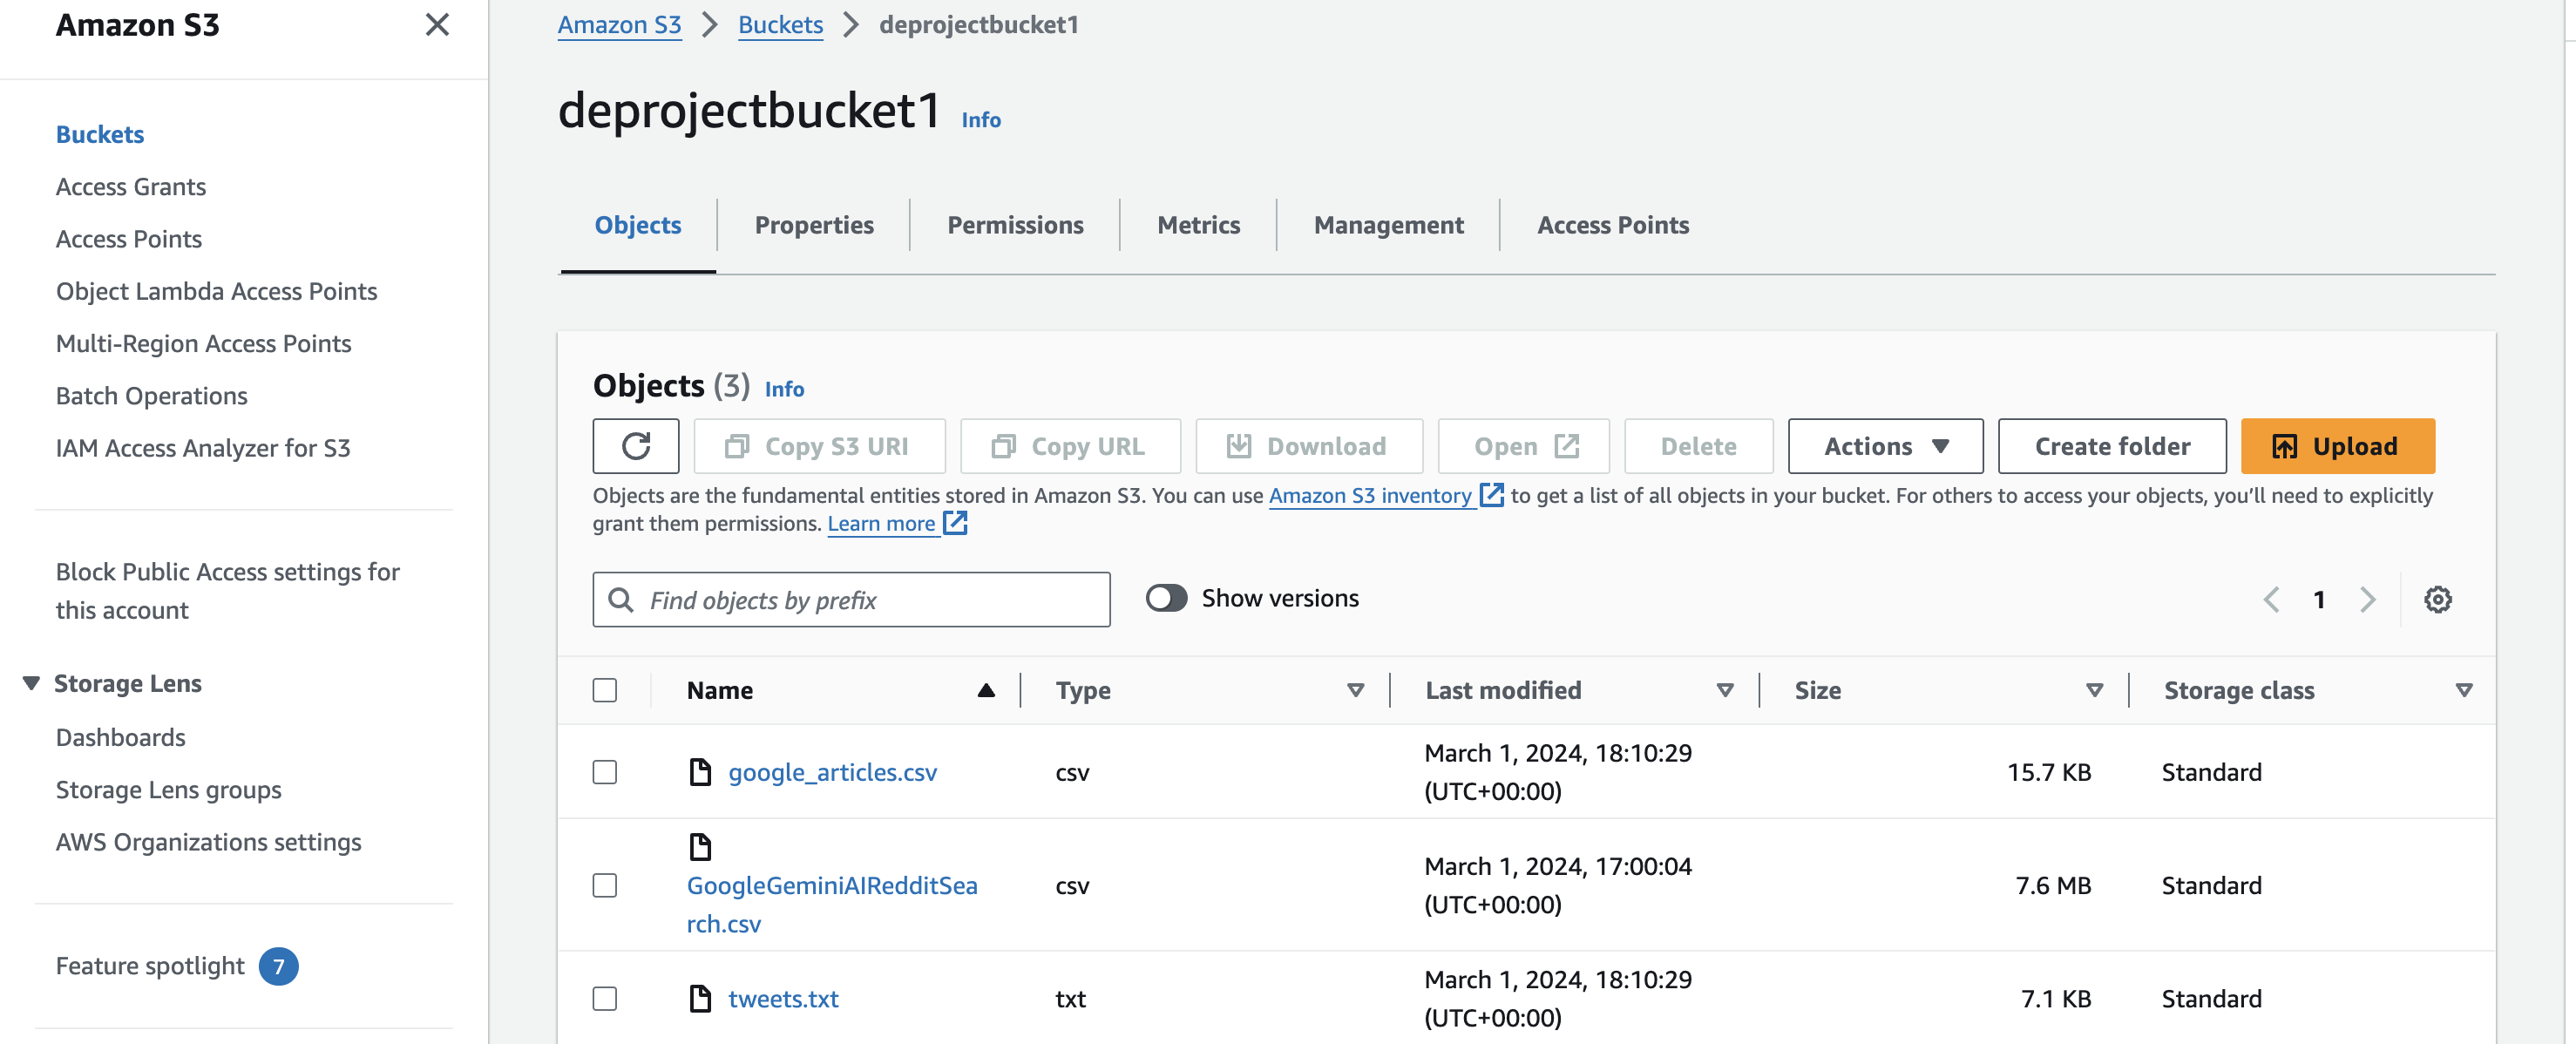 Amazon S3
Buckets
Access Grants
Access Points
Object Lambda Access Points
Multi-Region Access Points
Batch Operations
IAM Access Analyzer for S3
Block Public Access settings for
this account
Storage Lens
Dashboards
Storage Lens groups
AWS Organizations settings
Feature spotlight 7
Amazon S3 > Buckets > deprojectbucket1
deprojectbucket1 Info
Objects Properties Permissions Metrics Management Access Points
Objects (3) Info
Copy S3 URI Copy URL Download Open Delete Actions Create folder Upload
Objects are the fundamental entities stored in Amazon S3. You can use Amazon S3 inventory to get a list of all objects in your bucket. For others to access your objects, you’ll need to explicitly
grant them permissions. Learn more
Find objects by prefix Show versions 1
Name Type Last modified Size Storage class
google_articles.csv csv March 1, 2024, 18:10:29 15.7 KB Standard
(UTC+00:00)
GoogleGeminiAIRedditSea csv March 1, 2024, 17:00:04 7.6 MB Standard
rch.csv (UTC+00:00)
tweets.txt txt March 1, 2024, 18:10:29 7.1 KB Standard
(UTC+00:00)